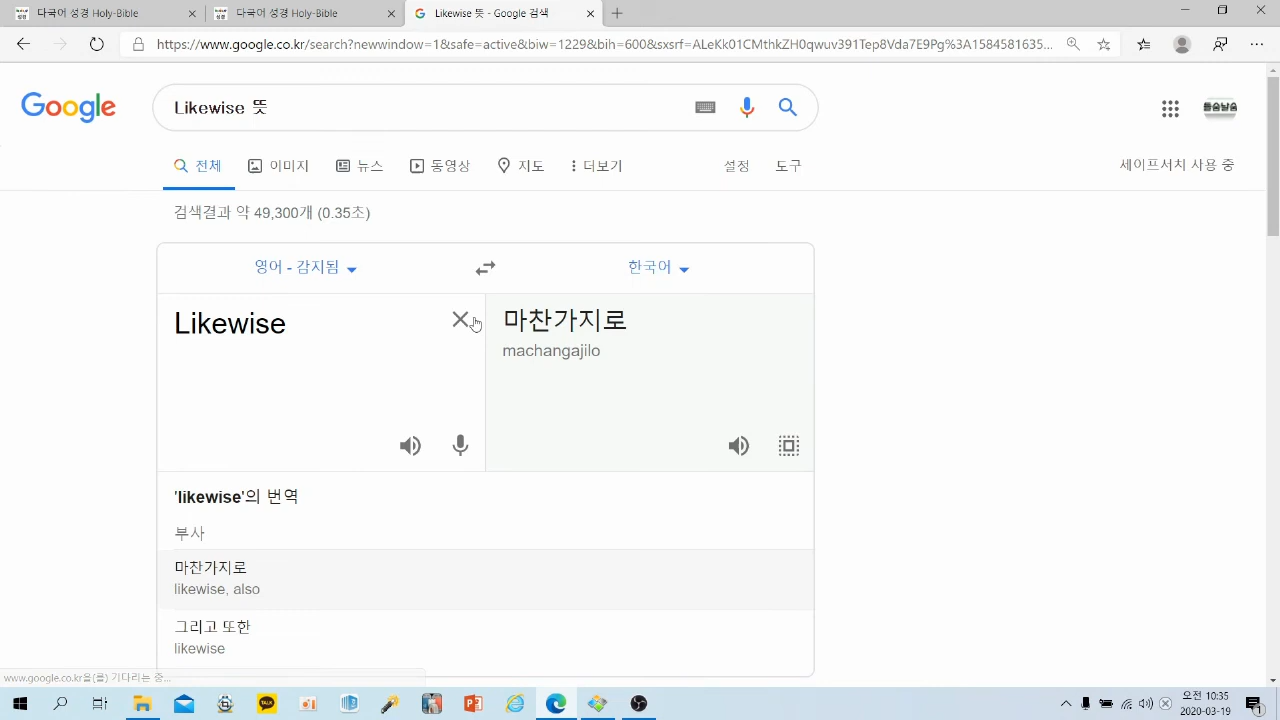 다국어 성경 Holy-Bible
다국어 성경 Holy-Bible
Likewise 뜻 - Google 검색
https://www.google.co.kr/search?newwindow=1&safe=active&biw=1229&bih=600&sxsrf=ALeKk01CMthkZH0qwuv391Tep8Vda7E9Pg%3A1584581635...
Google
Likewise 뜻
돌숨날숨
전체 이미지 뉴스 동영상 지도 더보기 설정 도구 세이프서치 사용 중
검색결과 약 49,300개 (0.35초)
영어 - 감지됨 한국어
Likewise
마찬가지로
machangajilo
'likewise'의 번역
부사
마찬가지로
likewise, also
그리고 또한
likewise
www.google.co.kr을(를) 기다리는 중...
TALK
오전 10:35
2020-03-19